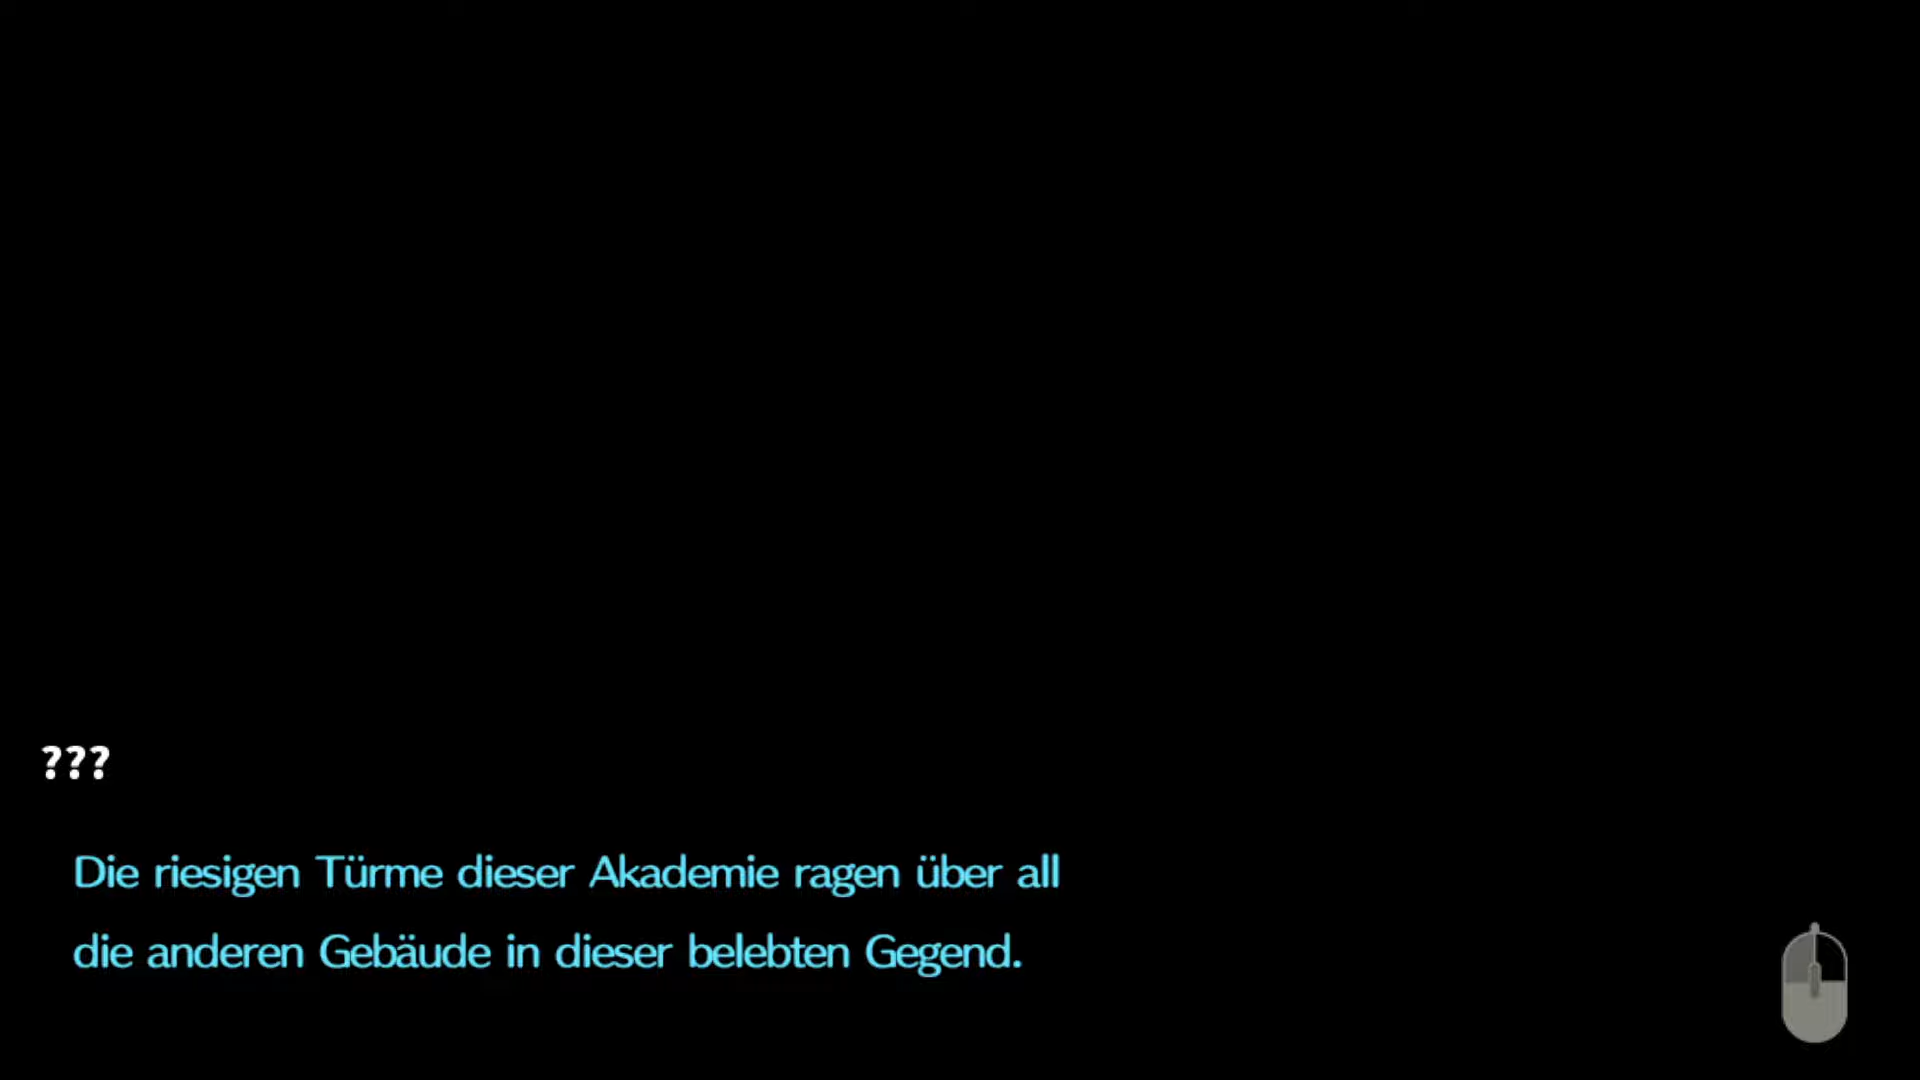 ???
Die riesigen Türme dieser Akademie ragen über all
die anderen Gebäude in dieser belebten Gegend.